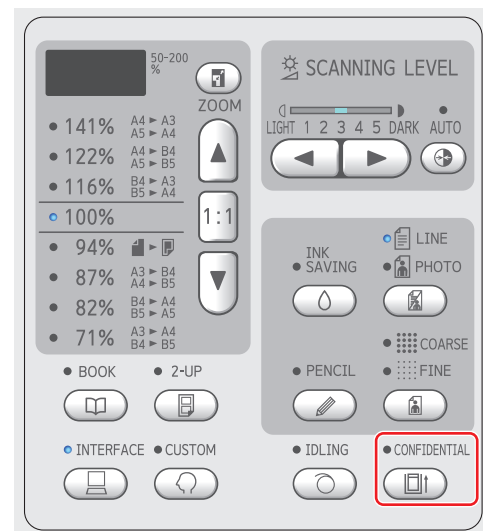 50-200
%
ZOOM
141% A4 ► A3
A5 ► A4
122% A4 ► B4
A5 ► B5
116% B4 ► A3
B5 ► A4
100%
1:1
94%
87% A3 ► B4
A4 ► B5
82% B4 ► A4
B5 ► A5
71% A3 ► A4
B4 ► B5
BOOK
2-UP
INTERFACE
CUSTOM
SCANNING LEVEL
LIGHT 1 2 3 4 5 DARK
AUTO
INK
SAVING
LINE
PHOTO
COARSE
PENCIL
FINE
IDLING
CONFIDENTIAL